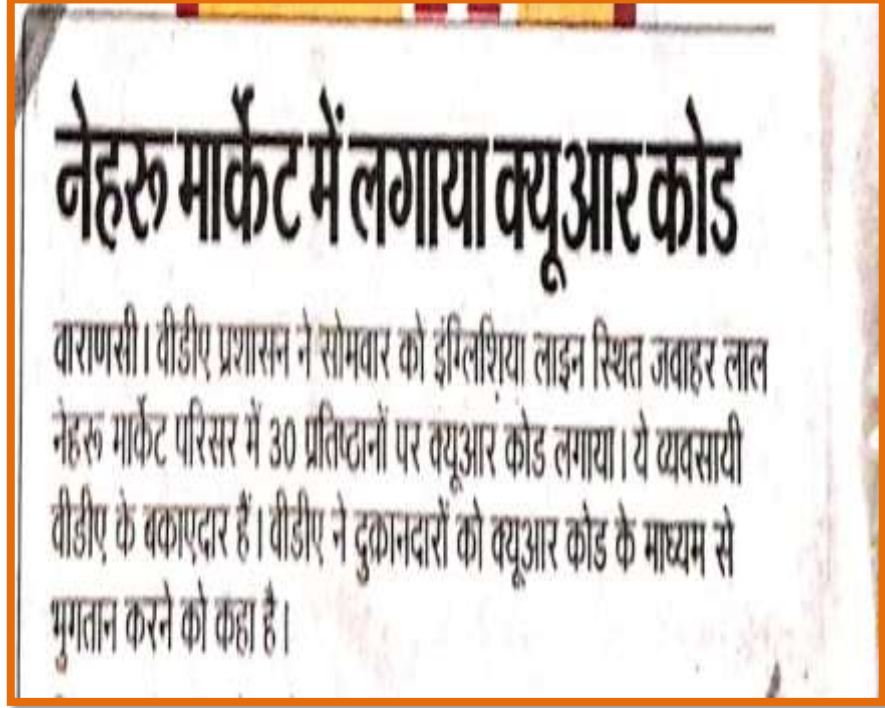 नेहरू मार्केट में लगाया क्यूआर कोड
वाराणसी। वीडीए प्रशासन ने सोमवार को इंग्लिशिया लाइन स्थित जवाहर लाल
नेहरू मार्केट परिसर में 30 प्रतिष्ठानों पर क्यूआर कोड लगाया। ये व्यवसायी
वीडीए के बकाएदार हैं। वीडीए ने दुकानदारों को क्यूआर कोड के माध्यम से
भुगतान करने को कहा है।